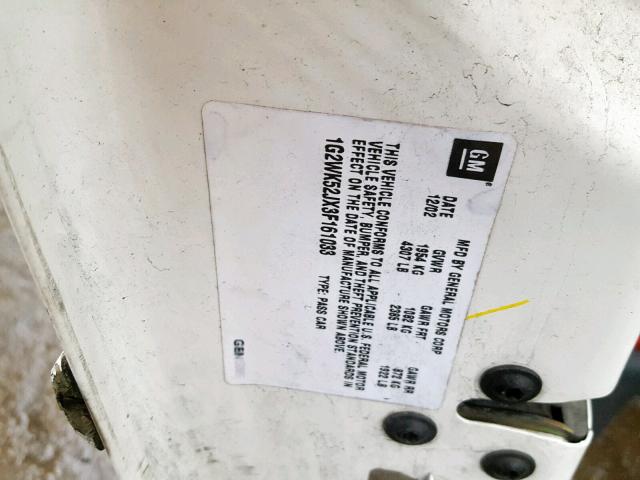 GM
MFD BY GENERAL MOTORS CORP
DATE GVWR GAWR FRT GAWR RR
12/02 1954 KG 1082 KG 872 KG
4307 LB 2385 LB 1922 LB
THIS VEHICLE CONFORMS TO ALL APPLICABLE U.S. FEDERAL MOTOR
VEHICLE SAFETY, BUMPER, AND THEFT PREVENTION STANDARDS IN
EFFECT ON THE DATE OF MANUFACTURE SHOWN ABOVE.
1G2WK52JX3F161033 TYPE: PASS CAR